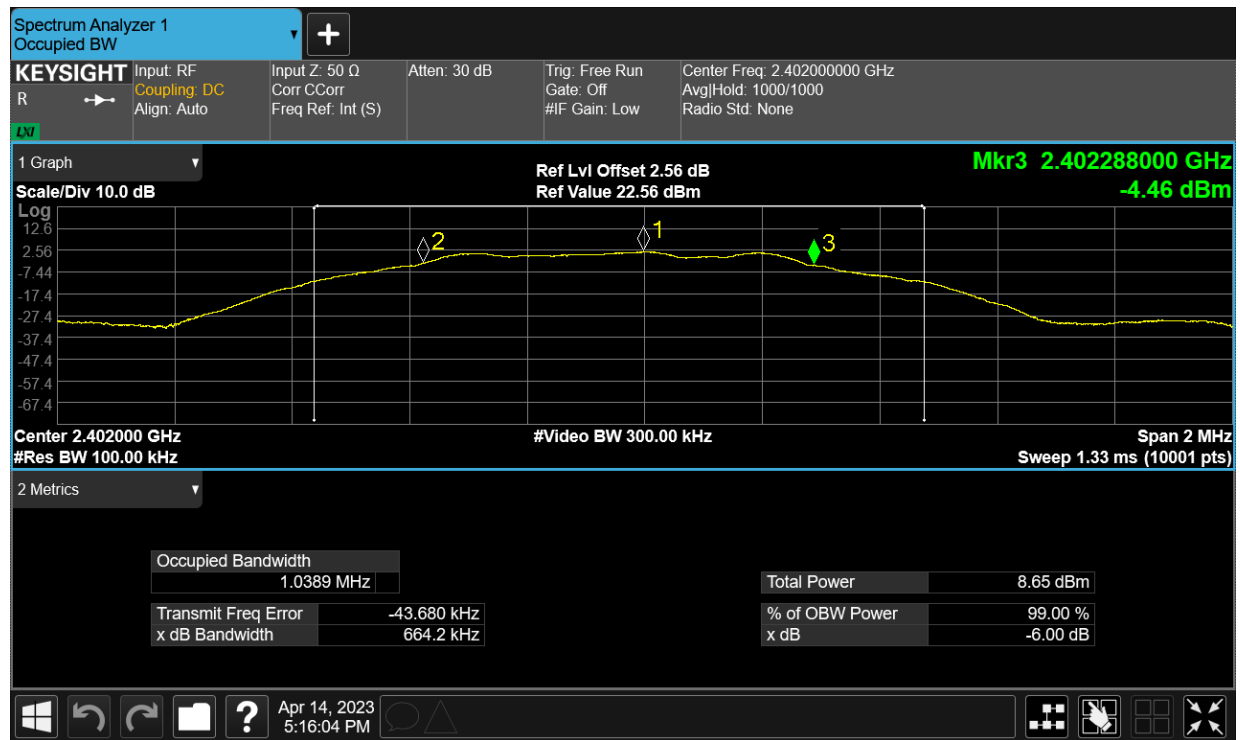 Spectrum Analyzer 1
Occupied BW
KEYSIGHT
R
LXI
Input: RF
Coupling: DC
Align: Auto
Input Z: 50 Ω
Corr CCorr
Freq Ref: Int (S)
Atten: 30 dB
Trig: Free Run
Gate: Off
#IF Gain: Low
Center Freq: 2.402000000 GHz
Avg|Hold: 1000/1000
Radio Std: None
1 Graph
Scale/Div 10.0 dB
Ref Lvl Offset 2.56 dB
Ref Value 22.56 dBm
Mkr3 2.402288000 GHz
-4.46 dBm
Log
12.6
2.56
-7.44
-17.4
-27.4
-37.4
-47.4
-57.4
-67.4
2
1
3
Center 2.402000 GHz
#Res BW 100.00 kHz
#Video BW 300.00 kHz
Span 2 MHz
Sweep 1.33 ms (10001 pts)
2 Metrics
Occupied Bandwidth
1.0389 MHz
Total Power 8.65 dBm
Transmit Freq Error -43.680 kHz
x dB Bandwidth 664.2 kHz
% of OBW Power 99.00 %
x dB -6.00 dB
?
Apr 14, 2023
5:16:04 PM